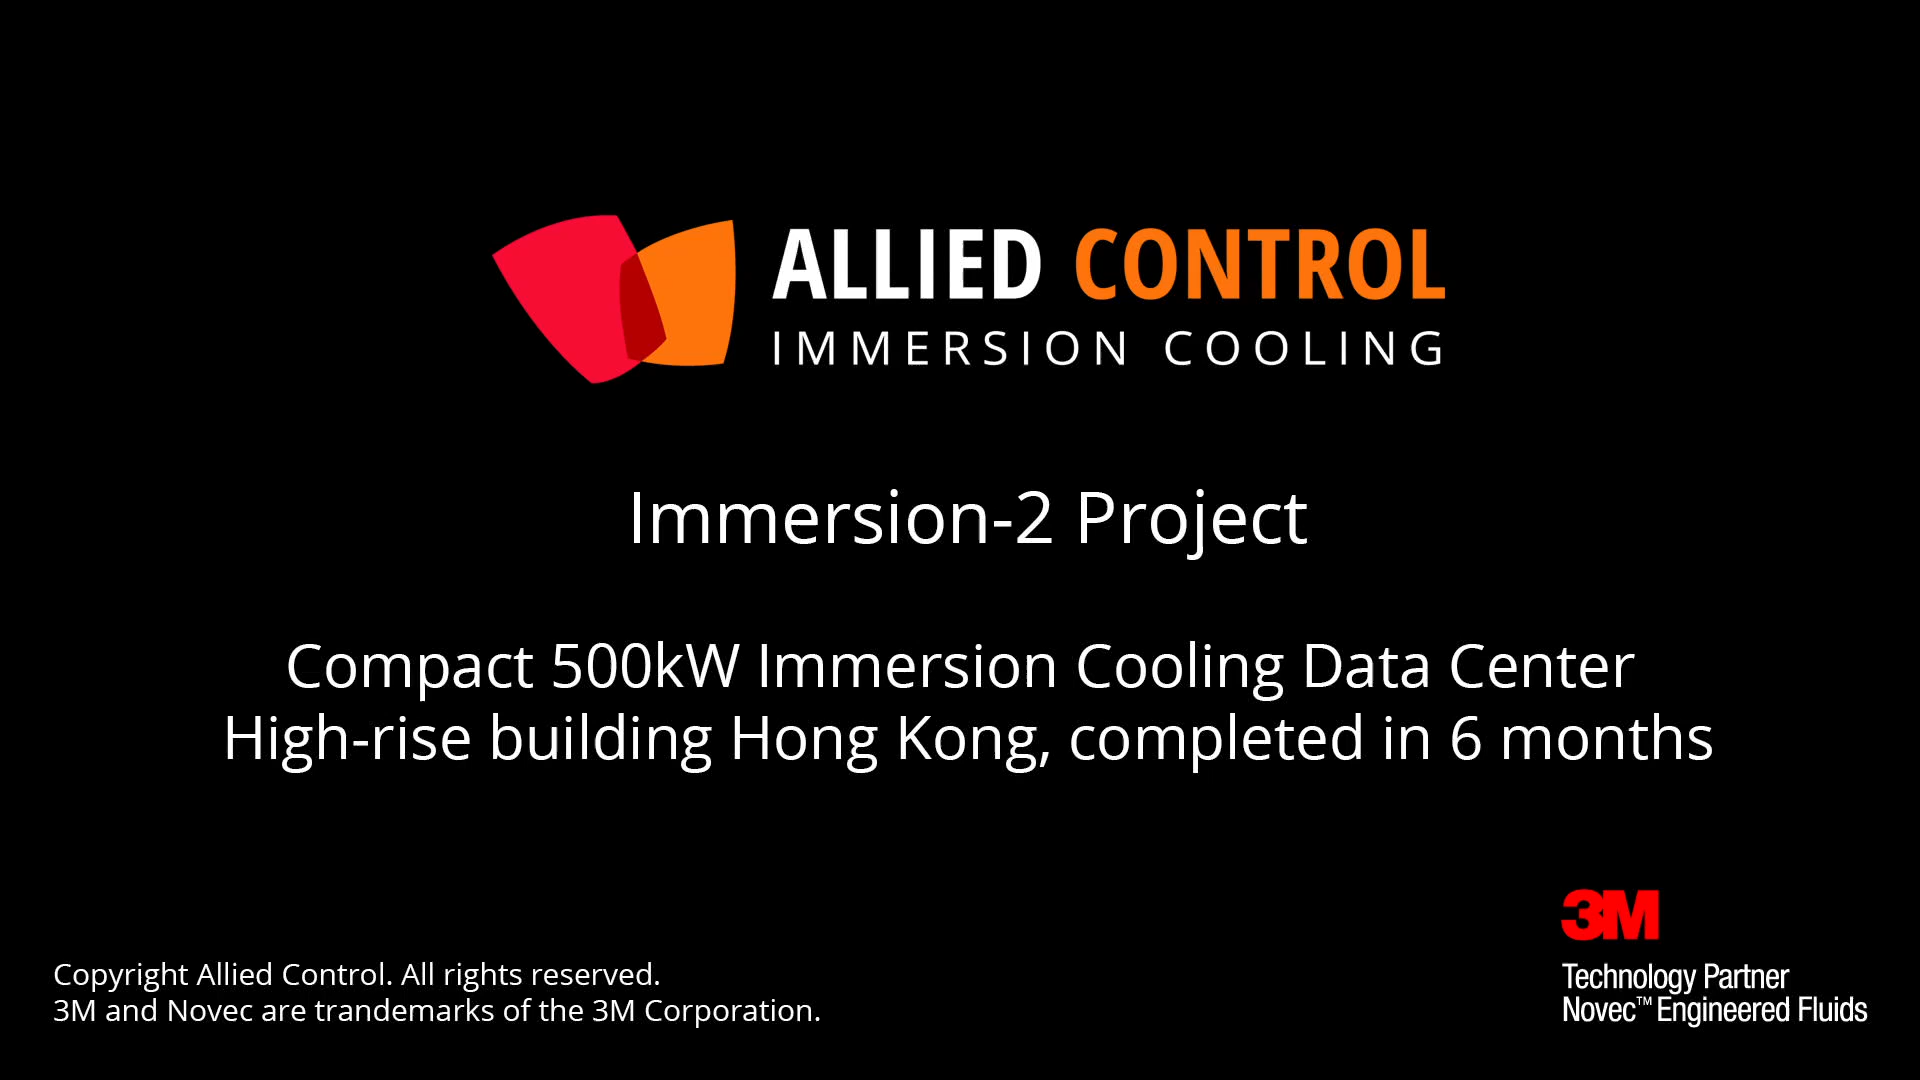 ALLIED CONTROL
IMMERSION COOLING
Immersion-2 Project
Compact 500kW Immersion Cooling Data Center
High-rise building Hong Kong, completed in 6 months
Copyright Allied Control. All rights reserved.
3M and Novec are trandemarks of the 3M Corporation.
3M
Technology Partner
Novec™ Engineered Fluids